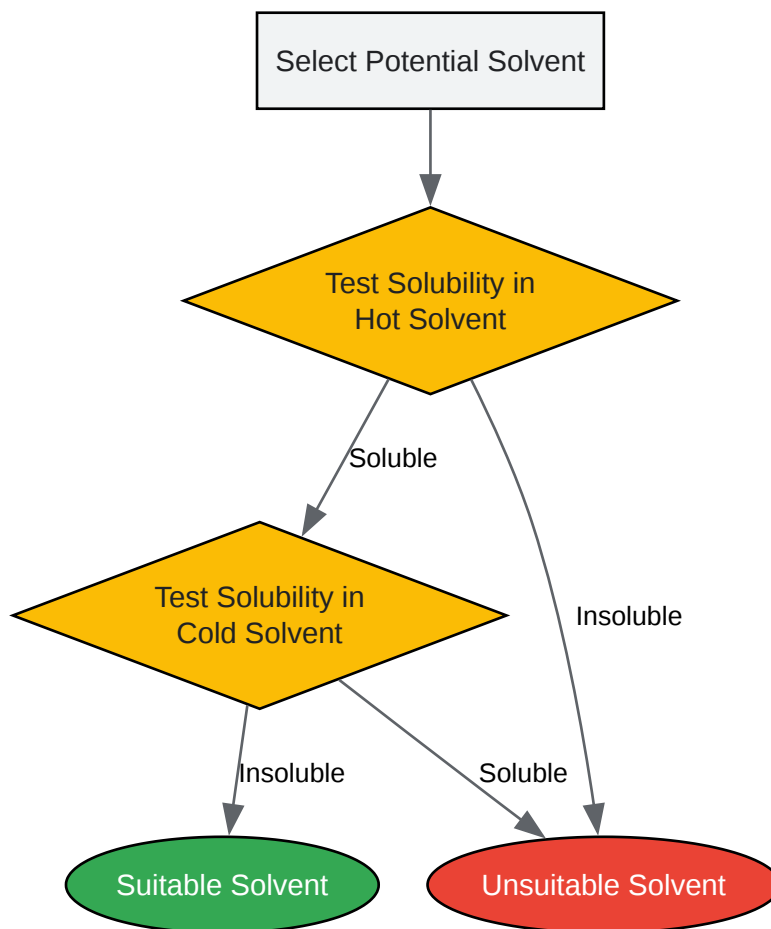 Select Potential Solvent
Test Solubility in
Hot Solvent
Soluble
Test Solubility in
Cold Solvent
Insoluble
Insoluble
Soluble
Suitable Solvent
Unsuitable Solvent